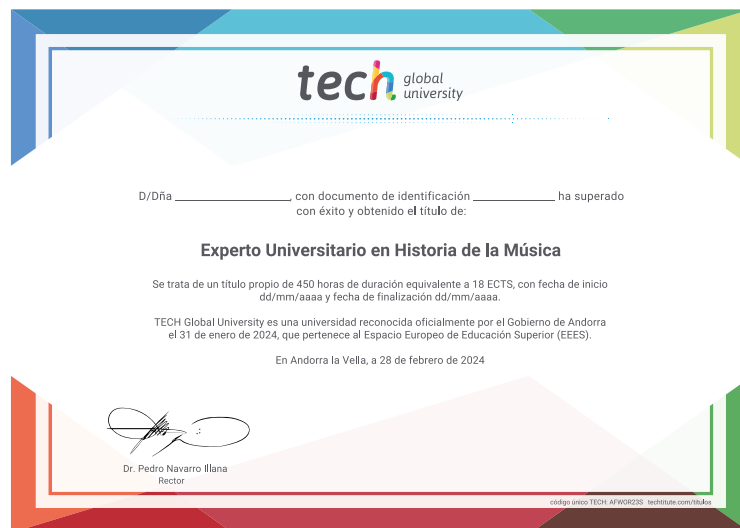 tech global
university
D/Dña ____________________, con documento de identificación ______________ ha superado
con éxito y obtenido el título de:
Experto Universitario en Historia de la Música
Se trata de un título propio de 450 horas de duración equivalente a 18 ECTS, con fecha de inicio
dd/mm/aaaa y fecha de finalización dd/mm/aaaa.
TECH Global University es una universidad reconocida oficialmente por el Gobierno de Andorra
el 31 de enero de 2024, que pertenece al Espacio Europeo de Educación Superior (EEES).
En Andorra la Vella, a 28 de febrero de 2024
Dr. Pedro Navarro Illana
Rector
código único TECH: AFWOR23S techtitute.com/titulos